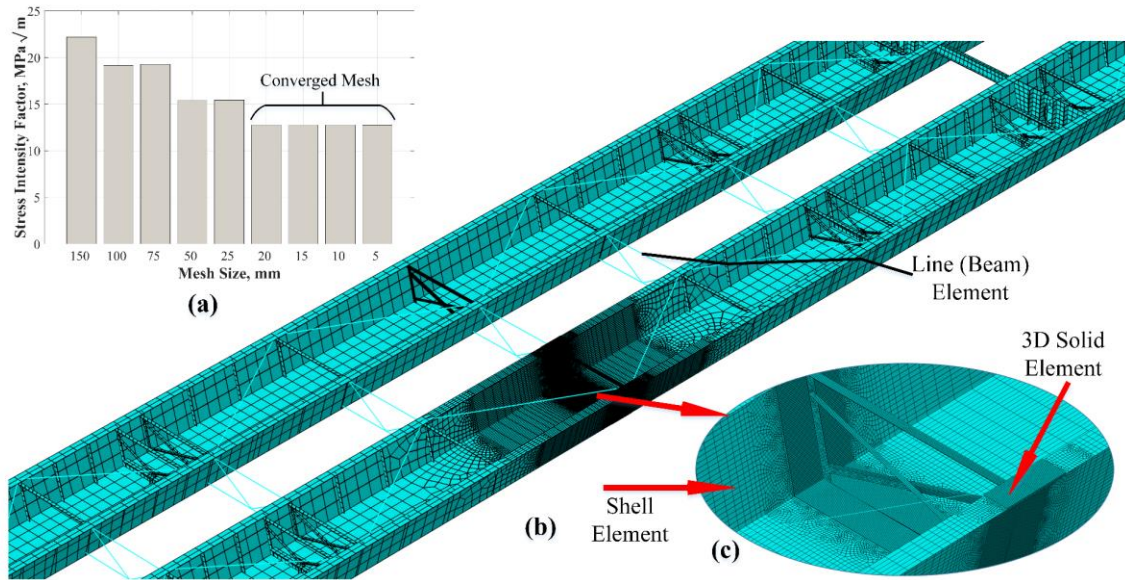 25
20
15
10
5
0
Stress Intensity Factor, MPa √m
Converged Mesh
150 100 75 50 25 20 15 10 5
Mesh Size, mm
(a)
Line (Beam)
Element
3D Solid
Element
Shell
Element
(b)
(c)